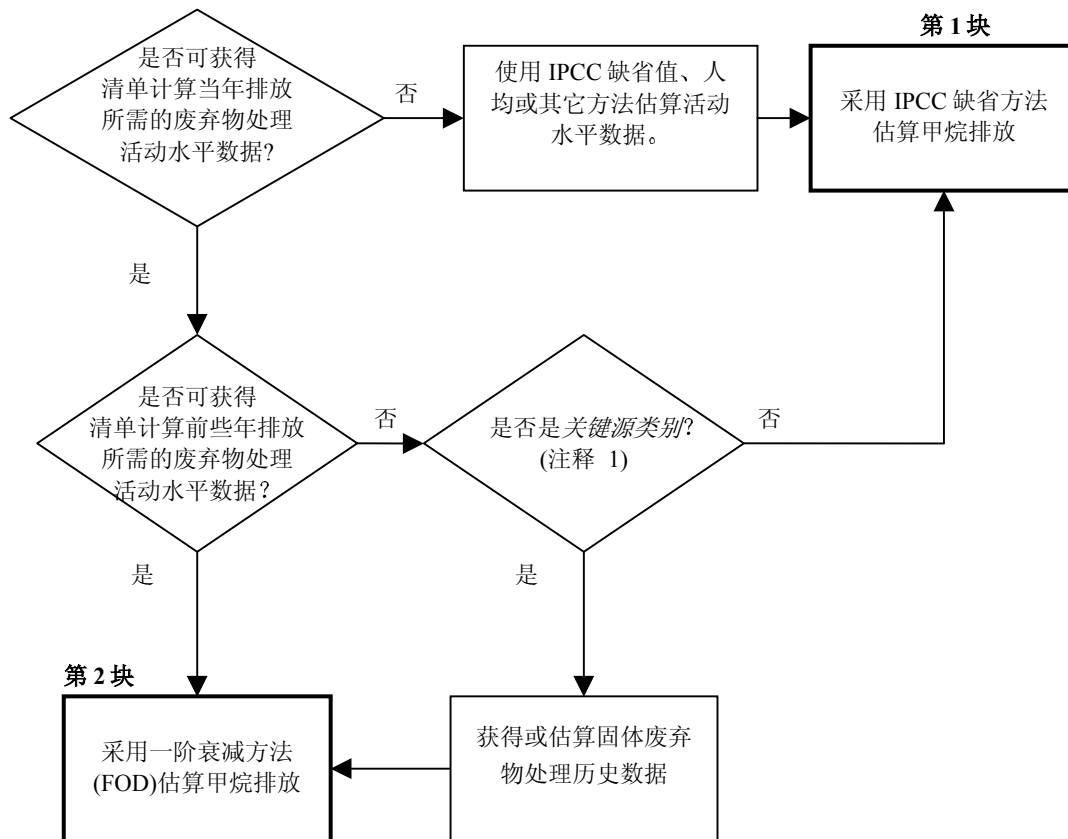 第 1 块
是否可获得
清单计算当年排放
所需的废弃物处理
活动水平数据?
否
使用 IPCC 缺省值、人
均或其它方法估算活动
水平数据。
采用 IPCC 缺省方法
估算甲烷排放
是
是否可获得
清单计算前些年排放
所需的废弃物处理
活动水平数据？
否
是否是关键源类别?
(注释 1)
否
是
是
第 2 块
采用一阶衰减方法
(FOD)估算甲烷排放
获得或估算固体废弃
物处理历史数据